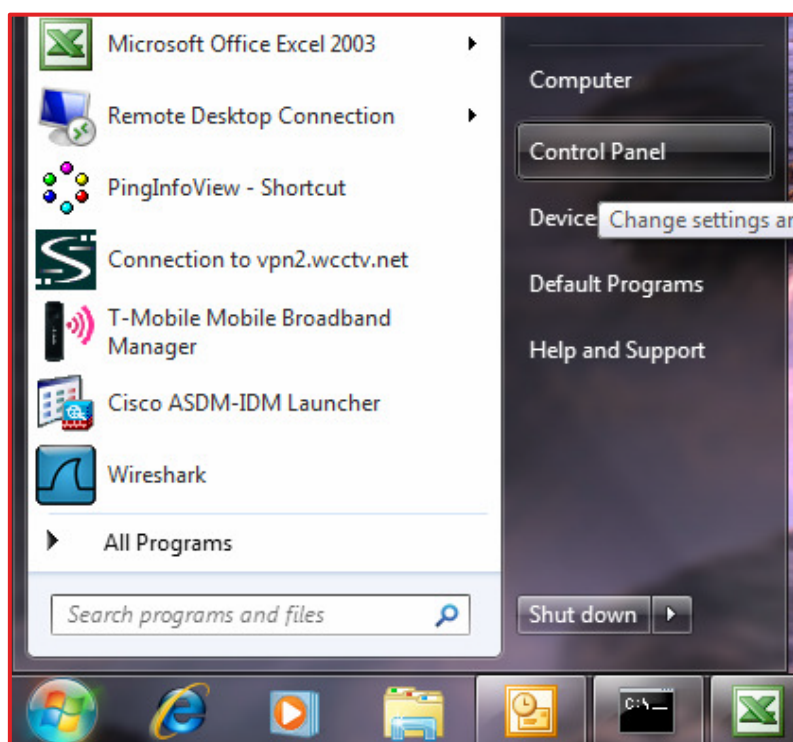 Microsoft Office Excel 2003
Remote Desktop Connection
PingInfoView - Shortcut
Connection to vpn2.wcctv.net
T-Mobile Mobile Broadband
Manager
Cisco ASDM-IDM Launcher
Wireshark
All Programs
Search programs and files
Computer
Control Panel
Device
Change settings an
Default Programs
Help and Support
Shut down
C:\_